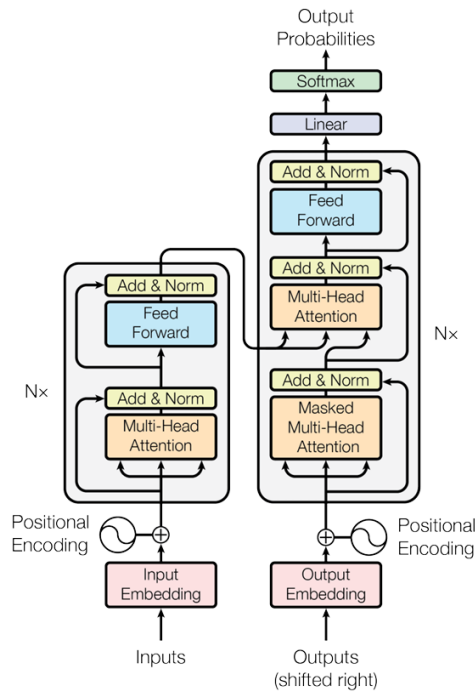 Output
Probabilities
Softmax
Linear
Add & Norm
Feed
Forward
Add & Norm
Multi-Head
Attention
Add & Norm
Masked
Multi-Head
Attention
N×
Positional
Encoding
Output
Embedding
Outputs
(shifted right)
Add & Norm
Feed
Forward
Add & Norm
Multi-Head
Attention
N×
Positional
Encoding
Input
Embedding
Inputs